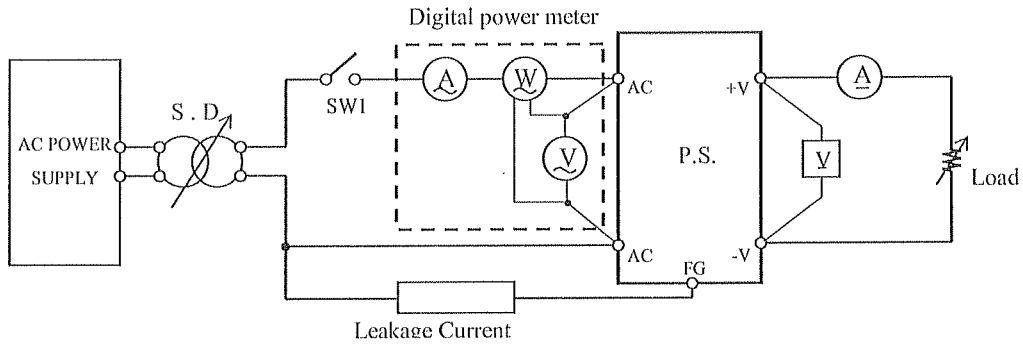 Digital power meter
S . D
SW1
A
W
V
AC
AC
AC POWER
SUPPLY
P.S.
+V
-V
FG
A
V
Load
Leakage Current